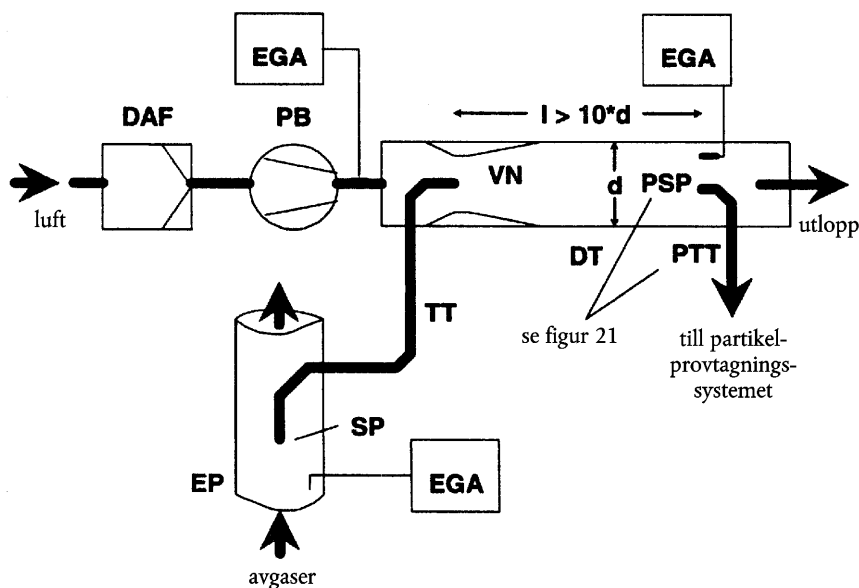 EGA
EGA
DAF
PB
l > 10*d
luft
VN
d
PSP
utlopp
DT
PTT
TT
se figur 21
till partikel-
provtagnings-
systemet
SP
EP
EGA
avgaser